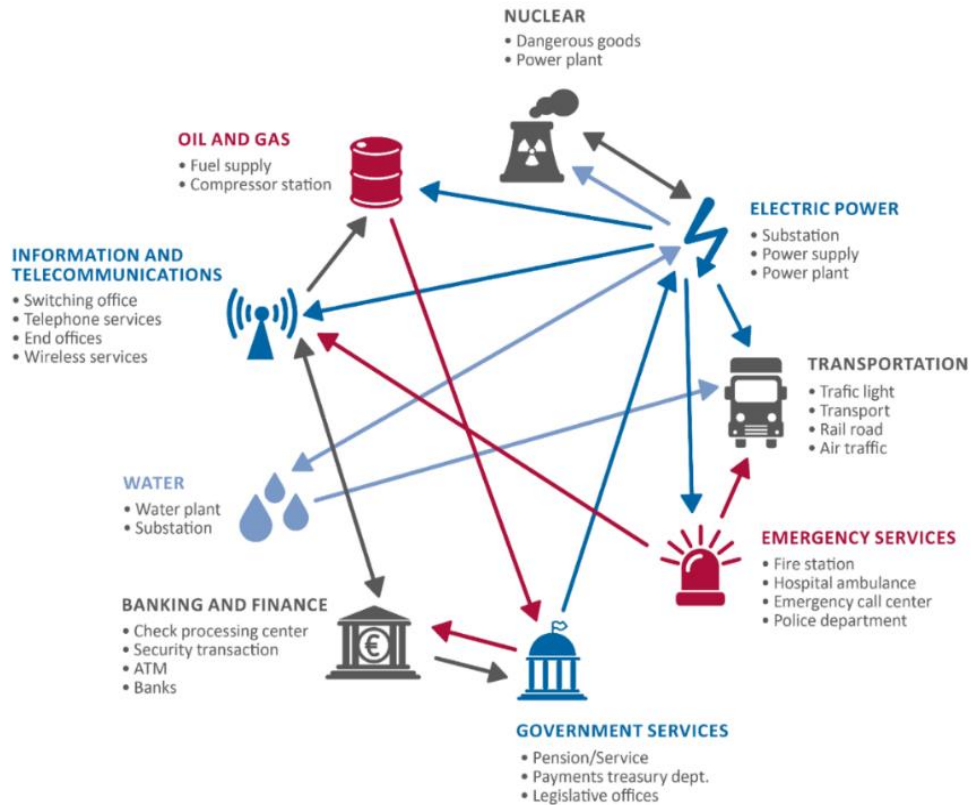 NUCLEAR
• Dangerous goods
• Power plant
OIL AND GAS
• Fuel supply
• Compressor station
ELECTRIC POWER
• Substation
• Power supply
• Power plant
INFORMATION AND
TELECOMMUNICATIONS
• Switching office
• Telephone services
• End offices
• Wireless services
TRANSPORTATION
• Trafic light
• Transport
• Rail road
• Air traffic
WATER
• Water plant
• Substation
EMERGENCY SERVICES
• Fire station
• Hospital ambulance
• Emergency call center
• Police department
BANKING AND FINANCE
• Check processing center
• Security transaction
• ATM
• Banks
€
GOVERNMENT SERVICES
• Pension/Service
• Payments treasury dept.
• Legislative offices